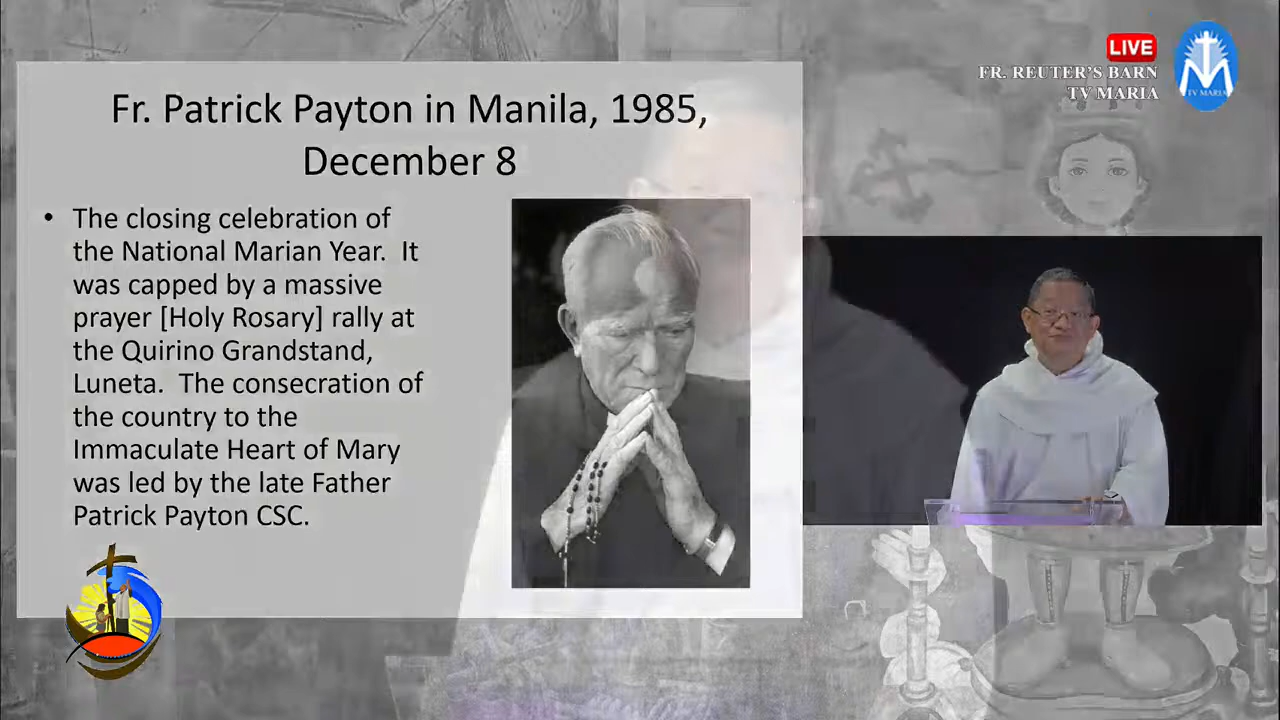 LIVE
FR. REUTER'S BARN
TV MARIA
TV MARIA
Fr. Patrick Payton in Manila, 1985,
December 8
• The closing celebration of
the National Marian Year. It
was capped by a massive
prayer [Holy Rosary] rally at
the Quirino Grandstand,
Luneta. The consecration of
the country to the
Immaculate Heart of Mary
was led by the late Father
Patrick Payton CSC.